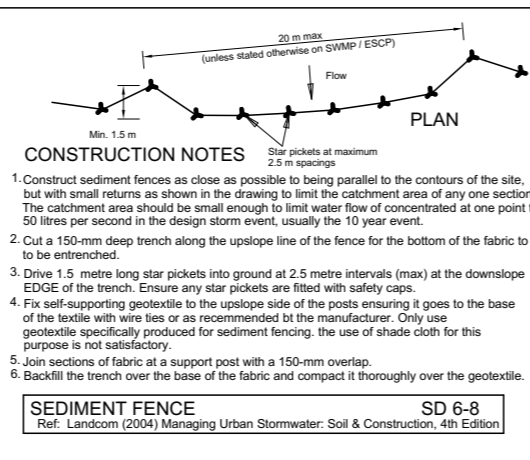 20 m max
(unless stated otherwise on SWMP / ESCP)
Flow
Min. 1.5 m
PLAN
Star pickets at maximum
2.5 m spacings
CONSTRUCTION NOTES
1. Construct sediment fences as close as possible to being parallel to the contours of the site,
but with small returns as shown in the drawing to limit the catchment area of any one section
The catchment area should be small enough to limit water flow of concentrated at one point
50 litres per second in the design storm event, usually the 10 year event.
2. Cut a 150-mm deep trench along the upslope line of the fence for the bottom of the fabric to
to be entrenched.
3. Drive 1.5 metre long star pickets into ground at 2.5 metre intervals (max) at the downslope
EDGE of the trench. Ensure any star pickets are fitted with safety caps.
4. Fix self-supporting geotextile to the upslope side of the posts ensuring it goes to the base
of the textile with wire ties or as recemmended bt the manufacturer. Only use
geotextile specifically produced for sediment fencing. the use of shade cloth for this
purpose is not satisfactory.
5. Join sections of fabric at a support post with a 150-mm overlap.
6. Backfill the trench over the base of the fabric and compact it thoroughly over the geotextile.
SEDIMENT FENCE SD 6-8
Ref: Landcom (2004) Managing Urban Stormwater: Soil & Construction, 4th Edition